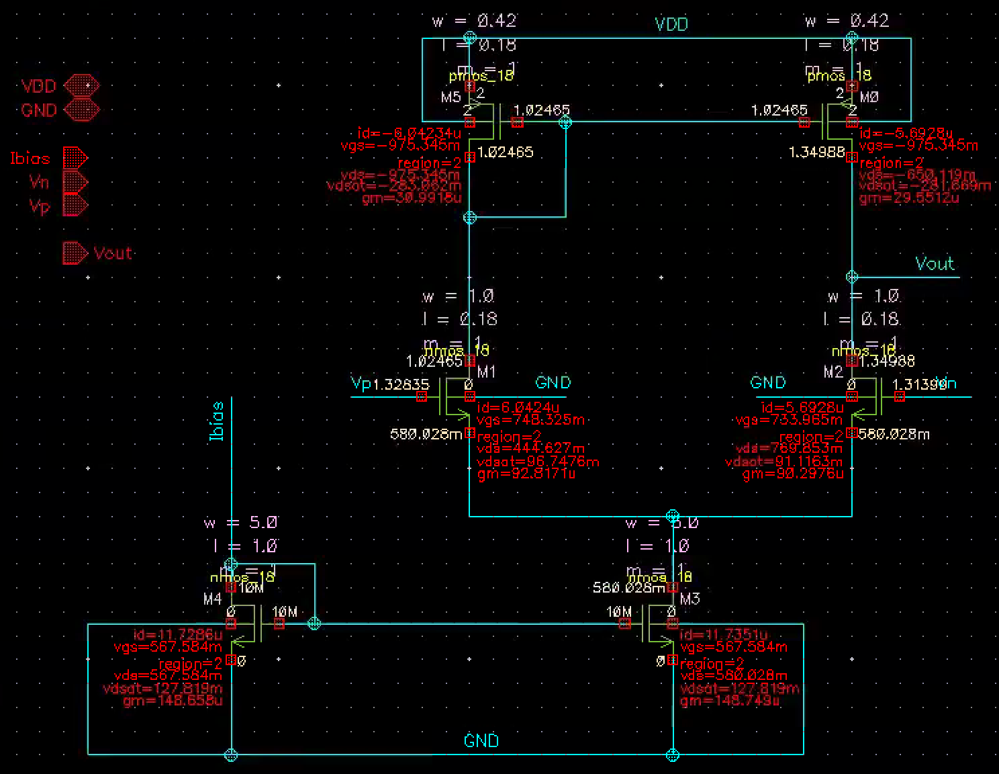 w = 0.42
VDD
w = 0.42
l = 0.18
l = 0.18
m = 1
m = 1
pmos_18
pmos_18
VDD
GND
M5
2
2
M0
2
1.02465
1.02465
2
id=-6.04234u
vgs=-975.345m
1.02465
region=2
vds=-975.345m
vdsat=-283.062m
gm=30.9915u
id=-5.6928u
vgs=-975.345m
1.34988
region=2
vds=-650.119m
vdsat=-281.669m
gm=29.5512u
Ibias
Vn
Vp
Vout
Vout
w = 1.0
w = 1.0
l = 0.18
l = 0.18
m = 1
m = 1
nmos_18
nmos_18
1.02465
1.34988
M1
M2
Vp
1.32835
0
GND
GND
0
1.31399
Vn
id=6.0424u
vgs=748.325m
580.028m
region=2
vds=444.627m
vdsat=96.7476m
gm=92.8171u
id=5.6928u
vgs=733.965m
580.028m
region=2
vds=769.853m
vdsat=91.1163m
gm=90.2976u
Ibias
w = 5.0
w = 5.0
l = 1.0
l = 1.0
m = 1
m = 1
nmos_18
nmos_18
10M
580.028m
M4
M3
0
10M
10M
0
id=11.7286u
vgs=567.584m
0
region=2
vds=567.584m
vdsat=127.819m
gm=148.658u
id=11.7351u
vgs=567.584m
0
region=2
vds=580.028m
vdsat=127.819m
gm=148.749u
GND